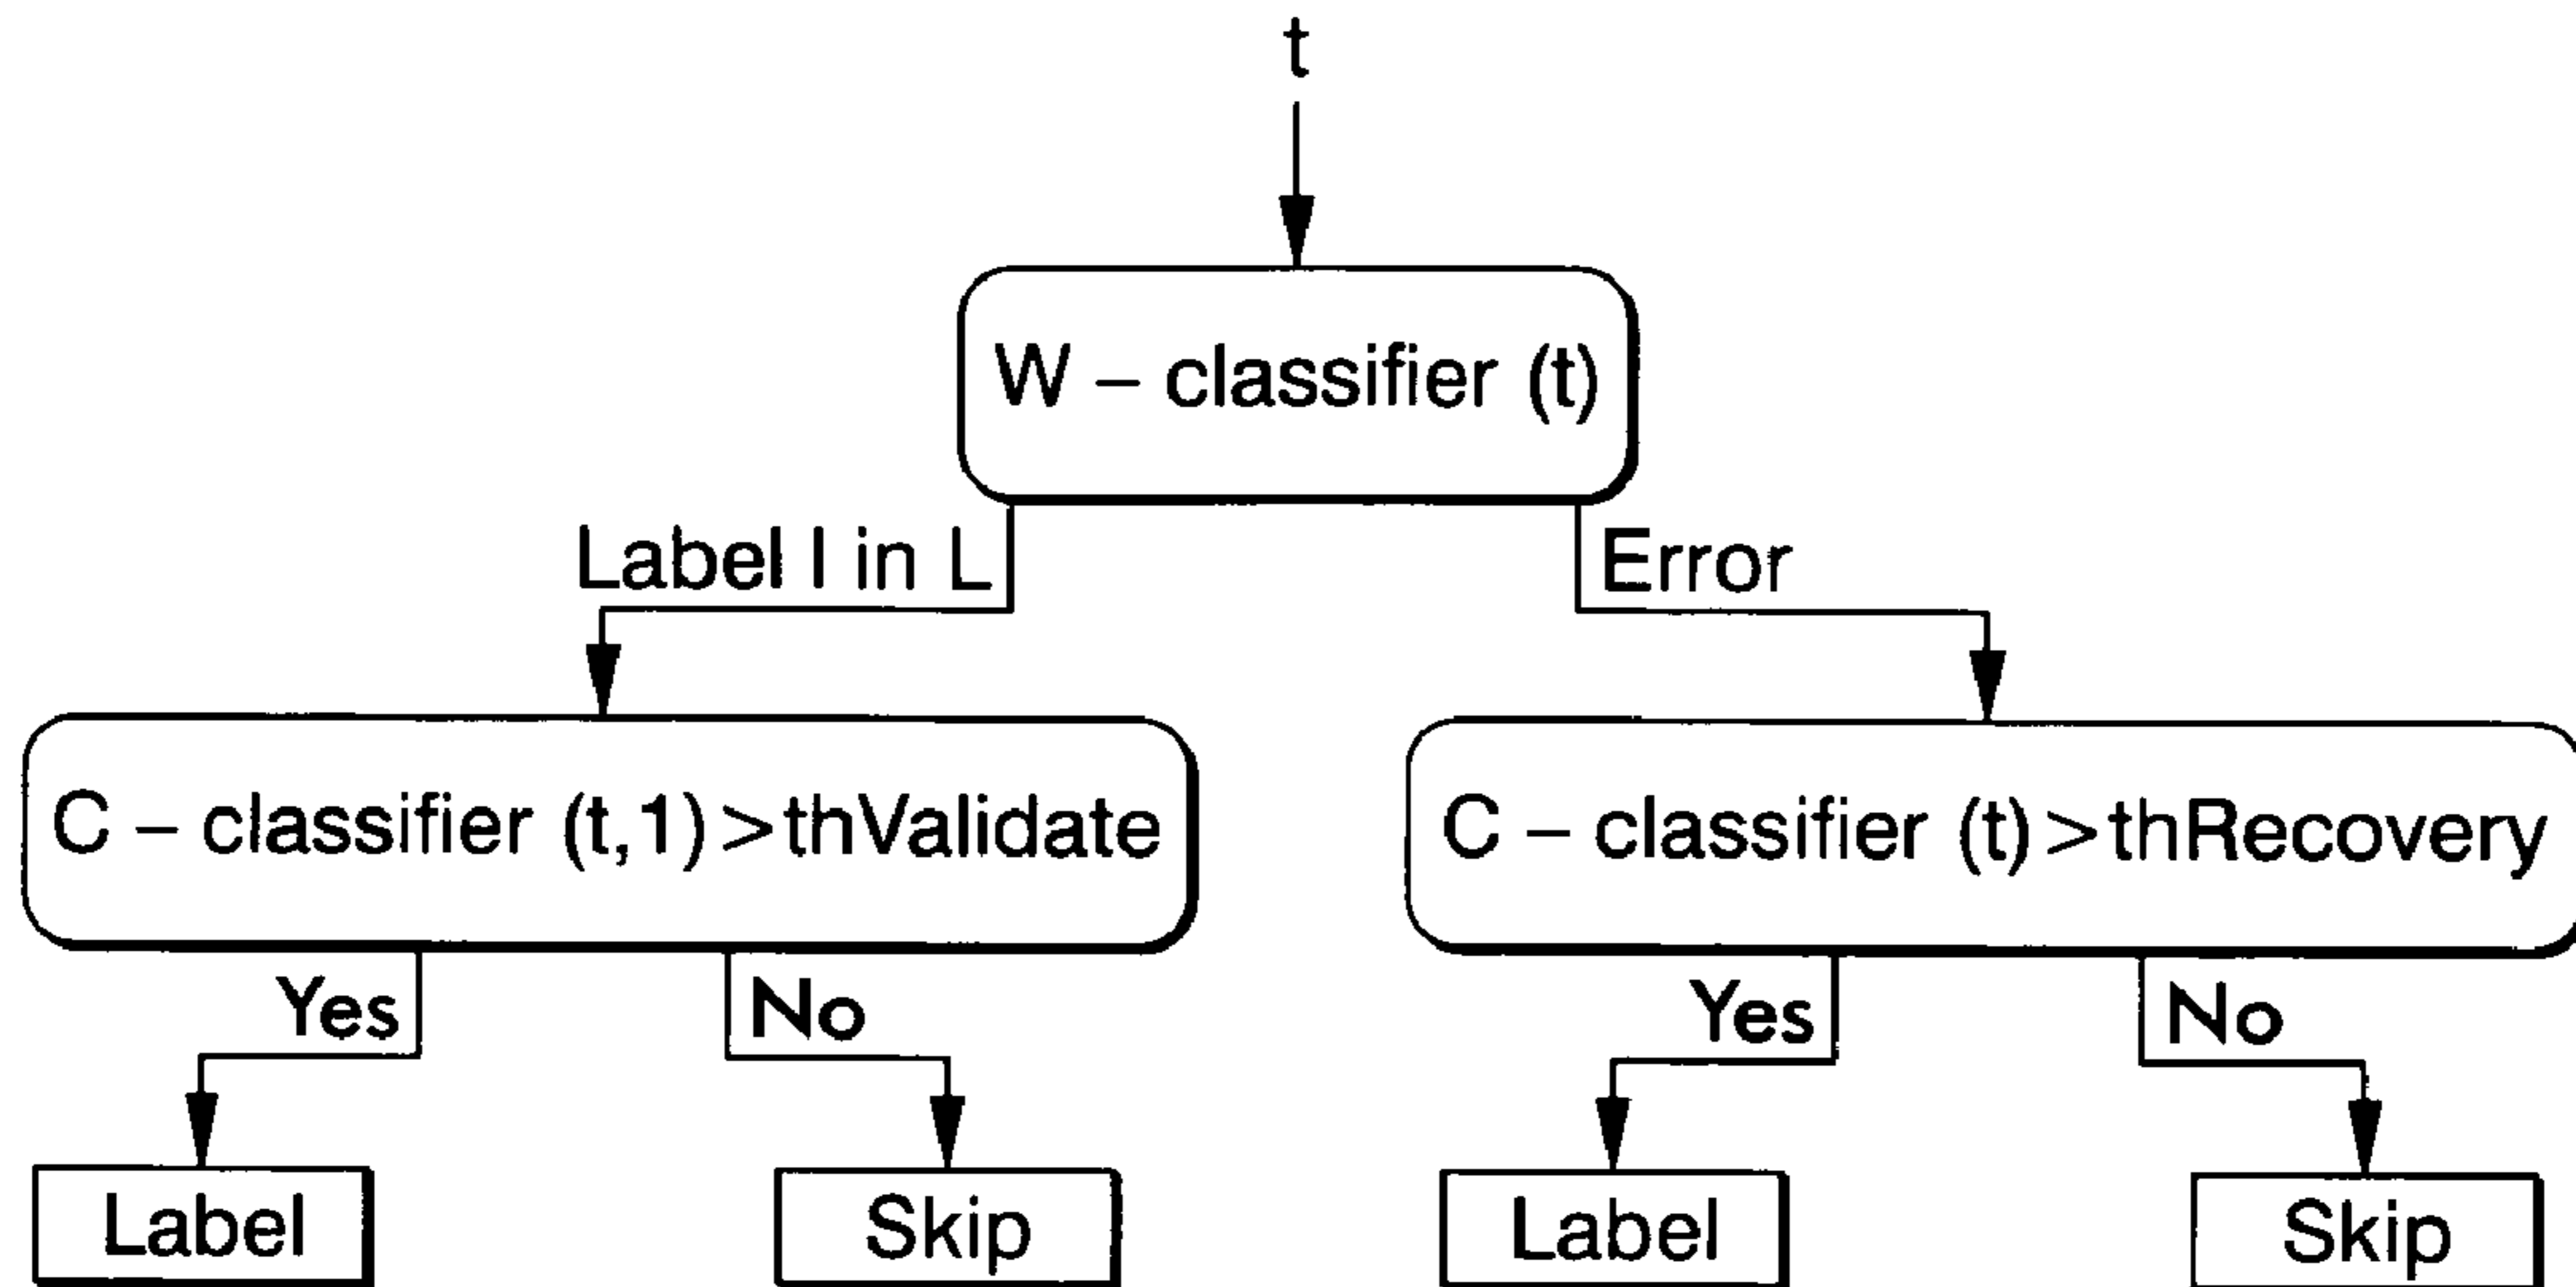 t
W – classifier (t)
Label l in L
Error
C – classifier (t,1) > thValidate
C – classifier (t) > thRecovery
Yes
No
Yes
No
Label
Skip
Label
Skip